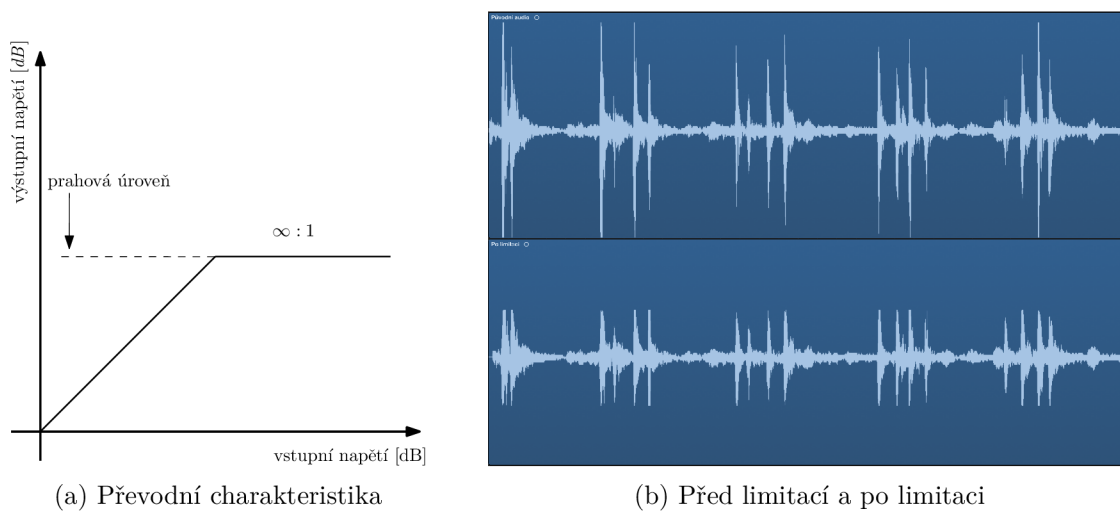 výstupní napětí [dB]
prahová úroveň
∞ : 1
vstupní napětí [dB]
(a) Převodní charakteristika
Původní audio
Po limitaci
(b) Před limitací a po limitaci